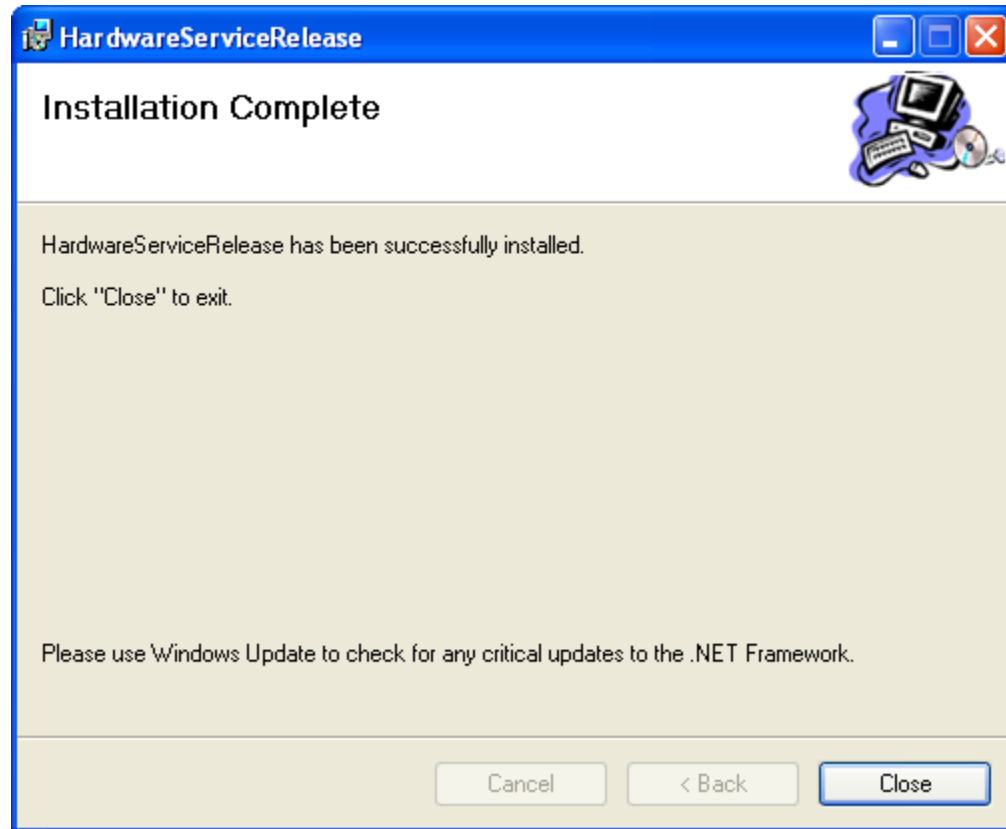 HardwareServiceRelease
Installation Complete
HardwareServiceRelease has been successfully installed.
Click "Close" to exit.
Please use Windows Update to check for any critical updates to the .NET Framework.
Cancel
< Back
Close